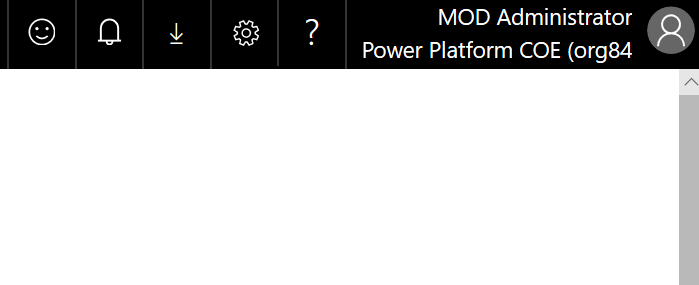 ?
MOD Administrator
Power Platform COE (org84